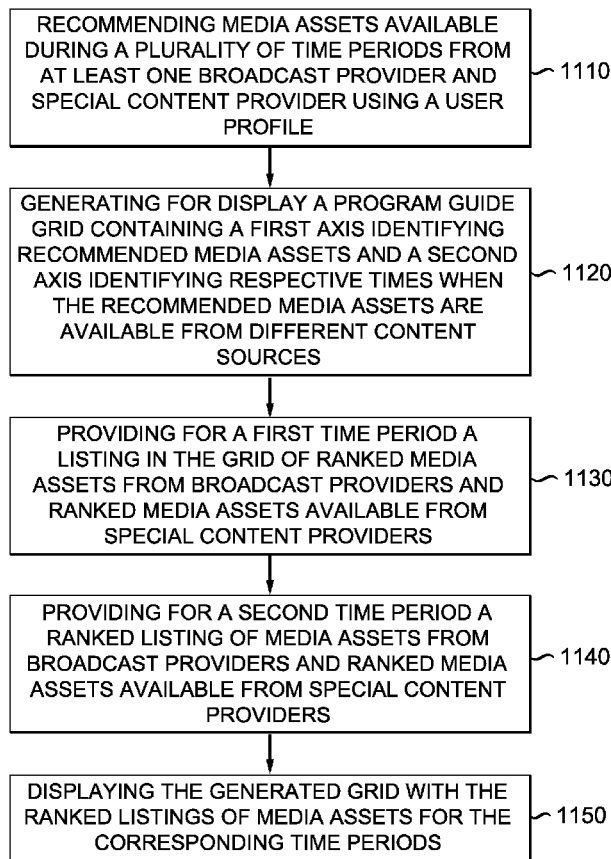 RECOMMENDING MEDIA ASSETS AVAILABLE
DURING A PLURALITY OF TIME PERIODS FROM
AT LEAST ONE BROADCAST PROVIDER AND
SPECIAL CONTENT PROVIDER USING A USER
PROFILE
1110
GENERATING FOR DISPLAY A PROGRAM GUIDE
GRID CONTAINING A FIRST AXIS IDENTIFYING
RECOMMENDED MEDIA ASSETS AND A SECOND
AXIS IDENTIFYING RESPECTIVE TIMES WHEN
THE RECOMMENDED MEDIA ASSETS ARE
AVAILABLE FROM DIFFERENT CONTENT
SOURCES
1120
PROVIDING FOR A FIRST TIME PERIOD A
LISTING IN THE GRID OF RANKED MEDIA
ASSETS FROM BROADCAST PROVIDERS AND
RANKED MEDIA ASSETS AVAILABLE FROM
SPECIAL CONTENT PROVIDERS
1130
PROVIDING FOR A SECOND TIME PERIOD A
RANKED LISTING OF MEDIA ASSETS FROM
BROADCAST PROVIDERS AND RANKED MEDIA
ASSETS AVAILABLE FROM SPECIAL CONTENT
PROVIDERS
1140
DISPLAYING THE GENERATED GRID WITH THE
RANKED LISTINGS OF MEDIA ASSETS FOR THE
CORRESPONDING TIME PERIODS
1150